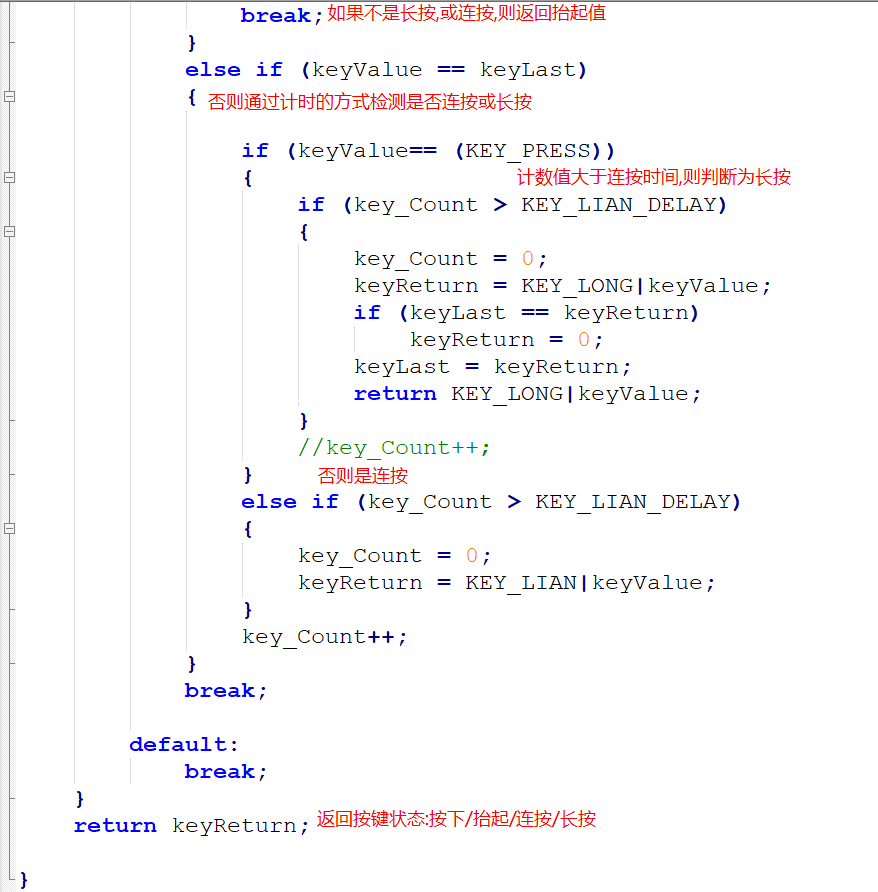 break; 如果不是长按,或连按,则返回抬起值
}
else if (keyValue == keyLast)
{ 否则通过计时的方式检测是否连按或长按
if (keyValue== (KEY_PRESS))
{ 计数值大于连按时间,则判断为长按
if (key_Count > KEY_LIAN_DELAY)
{
key_Count = 0;
keyReturn = KEY_LONG|keyValue;
if (keyLast == keyReturn)
keyReturn = 0;
keyLast = keyReturn;
return KEY_LONG|keyValue;
}
//key_Count++;
} 否则是连按
else if (key_Count > KEY_LIAN_DELAY)
{
key_Count = 0;
keyReturn = KEY_LIAN|keyValue;
}
key_Count++;
}
break;
default:
break;
}
return keyReturn; 返回按键状态:按下/抬起/连按/长按
}